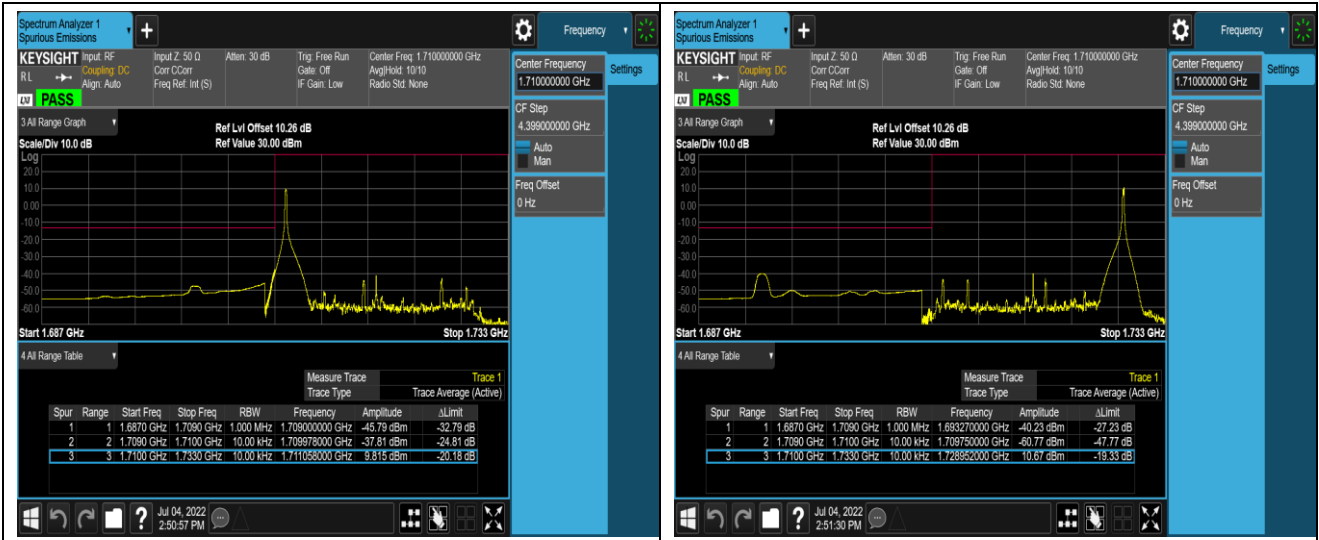 Spectrum Analyzer 1
Spurious Emissions
+
Frequency
KEYSIGHT Input: RF Input Z: 50 Ω Atten: 30 dB Trig: Free Run Center Freq: 1.710000000 GHz
RL Coupling: DC Corr CCorr Gate: Off Avg|Hold: 10/10
Align: Auto Freq Ref: Int (S) IF Gain: Low Radio Std: None
LXI PASS
Center Frequency
1.710000000 GHz
Settings
CF Step
4.399000000 GHz
Auto
Man
Freq Offset
0 Hz
3 All Range Graph
Ref Lvl Offset 10.26 dB
Scale/Div 10.0 dB Ref Value 30.00 dBm
Log
20.0
10.0
0.00
-10.0
-20.0
-30.0
-40.0
-50.0
-60.0
Start 1.687 GHz Stop 1.733 GHz
4 All Range Table
Measure Trace Trace 1
Trace Type Trace Average (Active)
Spur Range Start Freq Stop Freq RBW Frequency Amplitude ΔLimit
1 1 1.6870 GHz 1.7090 GHz 1.000 MHz 1.709000000 GHz -45.79 dBm -32.79 dB
2 2 1.7090 GHz 1.7100 GHz 10.00 kHz 1.709978000 GHz -37.81 dBm -24.81 dB
3 3 1.7100 GHz 1.7330 GHz 10.00 kHz 1.711058000 GHz 9.815 dBm -20.18 dB
?
Jul 04, 2022
2:50:57 PM
Spectrum Analyzer 1
Spurious Emissions
+
Frequency
KEYSIGHT Input: RF Input Z: 50 Ω Atten: 30 dB Trig: Free Run Center Freq: 1.710000000 GHz
RL Coupling: DC Corr CCorr Gate: Off Avg|Hold: 10/10
Align: Auto Freq Ref: Int (S) IF Gain: Low Radio Std: None
LXI PASS
Center Frequency
1.710000000 GHz
Settings
CF Step
4.399000000 GHz
Auto
Man
Freq Offset
0 Hz
3 All Range Graph
Ref Lvl Offset 10.26 dB
Scale/Div 10.0 dB Ref Value 30.00 dBm
Log
20.0
10.0
0.00
-10.0
-20.0
-30.0
-40.0
-50.0
-60.0
Start 1.687 GHz Stop 1.733 GHz
4 All Range Table
Measure Trace Trace 1
Trace Type Trace Average (Active)
Spur Range Start Freq Stop Freq RBW Frequency Amplitude ΔLimit
1 1 1.6870 GHz 1.7090 GHz 1.000 MHz 1.693270000 GHz -40.23 dBm -27.23 dB
2 2 1.7090 GHz 1.7100 GHz 10.00 kHz 1.709750000 GHz -60.77 dBm -47.77 dB
3 3 1.7100 GHz 1.7330 GHz 10.00 kHz 1.728952000 GHz 10.67 dBm -19.33 dB
?
Jul 04, 2022
2:51:30 PM